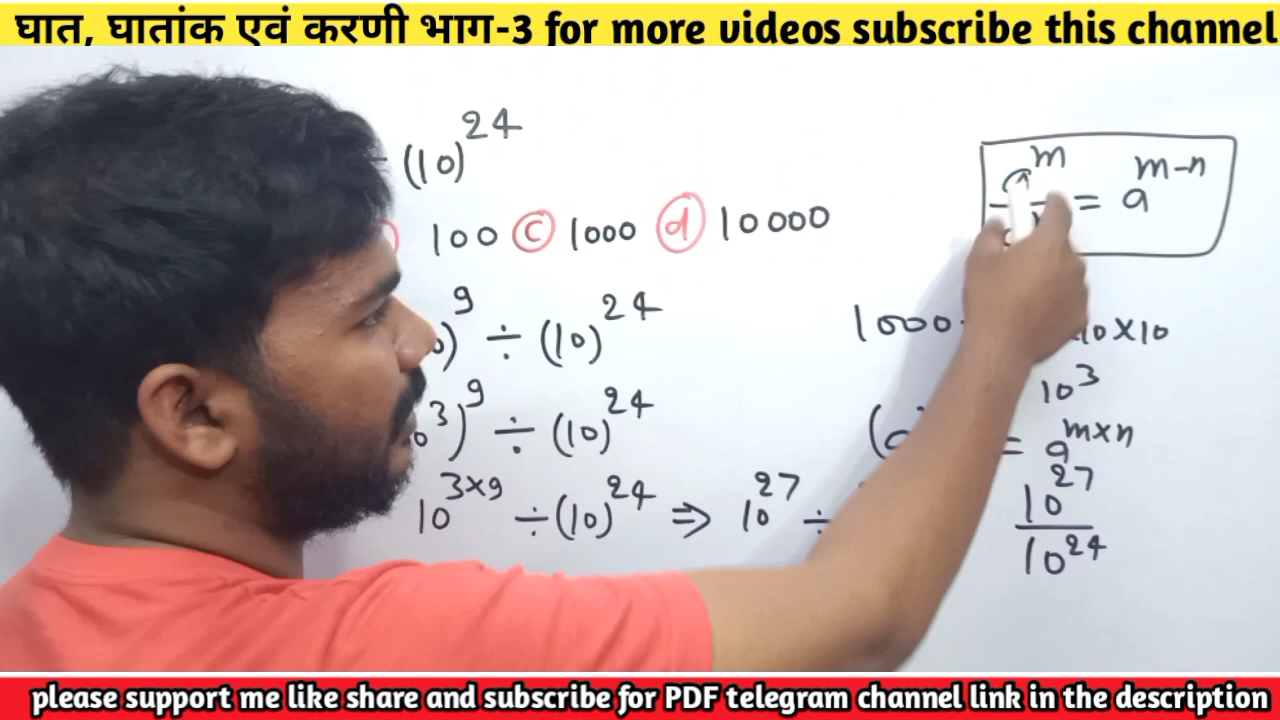 घात, घातांक एवं करणी भाग-3 for more videos subscribe this channel
(10)^24
100 (c) 1000 (d) 10000
)^9 ÷ (10)^24
^3)^9 ÷ (10)^24
10^3×9 ÷ (10)^24 ⇒ 10^27 ÷
a^m = a^m-n
1000 10×10
10^3
(a = a^m×n
10^27
10^24
please support me like share and subscribe for PDF telegram channel link in the description